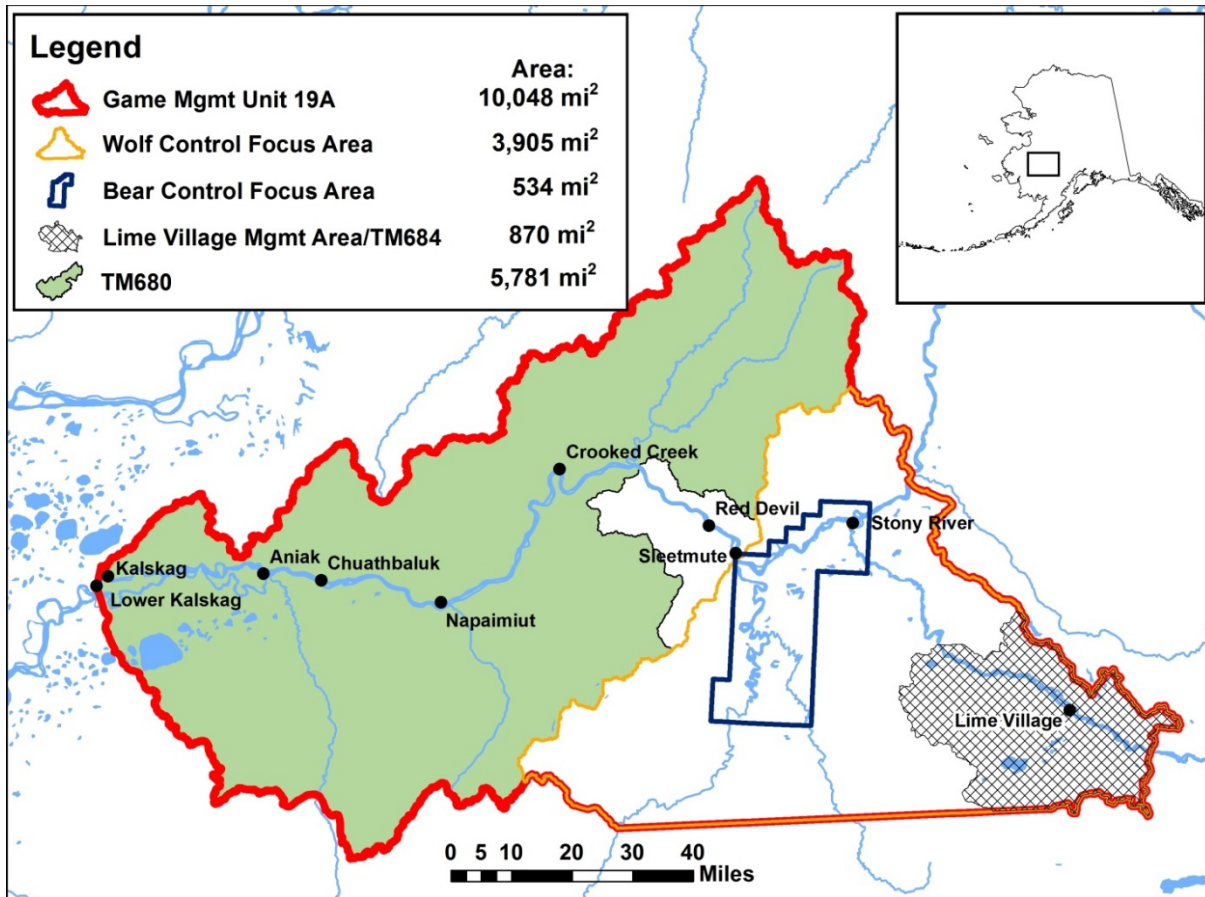 Legend
Area:
Game Mgmt Unit 19A 10,048 mi²
Wolf Control Focus Area 3,905 mi²
Bear Control Focus Area 534 mi²
Lime Village Mgmt Area/TM684 870 mi²
TM680 5,781 mi²
Crooked Creek
Red Devil
Stony River
Sleetmute
Kalskag
Aniak
Chuathbaluk
Lower Kalskag
Napaimiut
Lime Village
0 5 10 20 30 40
Miles